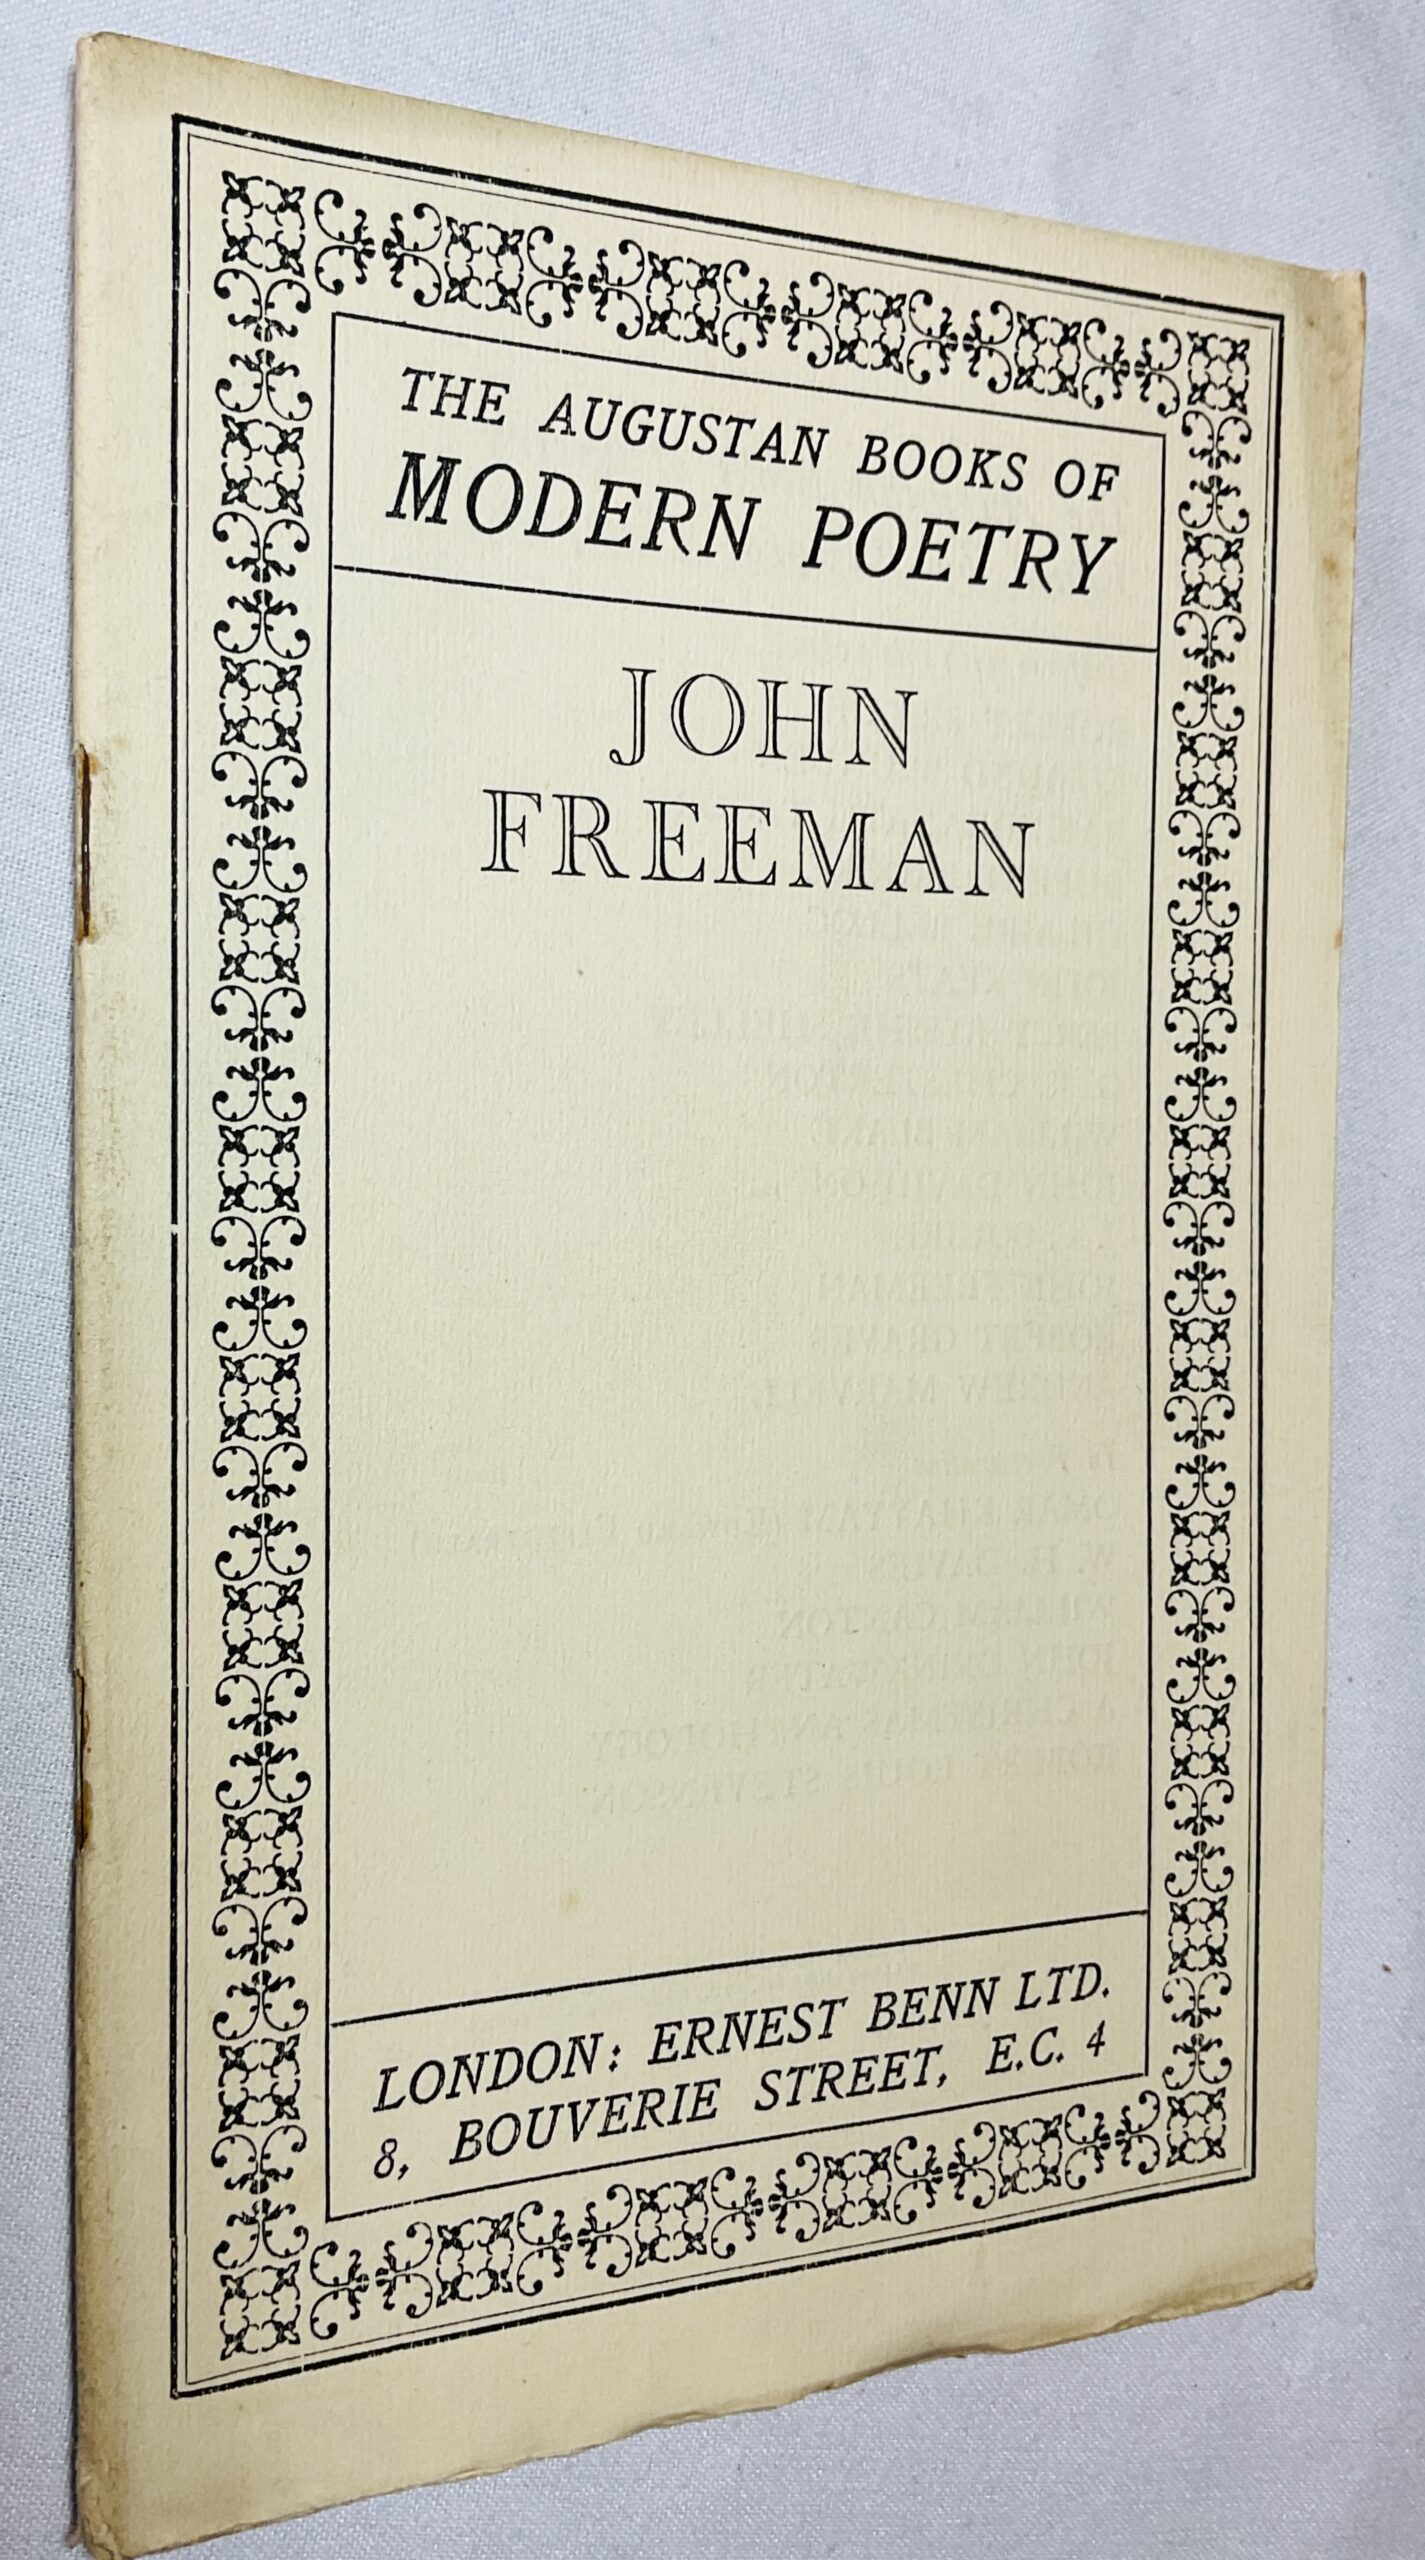 THE AUGUSTAN BOOKS OF
MODERN POETRY
JOHN
FREEMAN
LONDON: ERNEST BENN LTD.
8, BOUVERIE STREET, E.C. 4